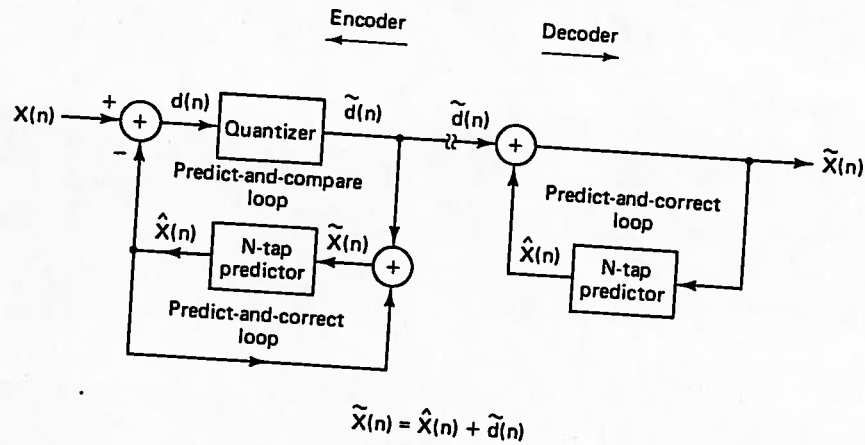 Encoder
Decoder
X(n)
+
d(n)
Quantizer
d̃(n)
d̃(n)
+
+
X̃(n)
−
Predict-and-compare
loop
Predict-and-correct
loop
X̂(n)
N-tap
predictor
X̃(n)
+
X̂(n)
N-tap
predictor
Predict-and-correct
loop
X̃(n) = X̂(n) + d̃(n)